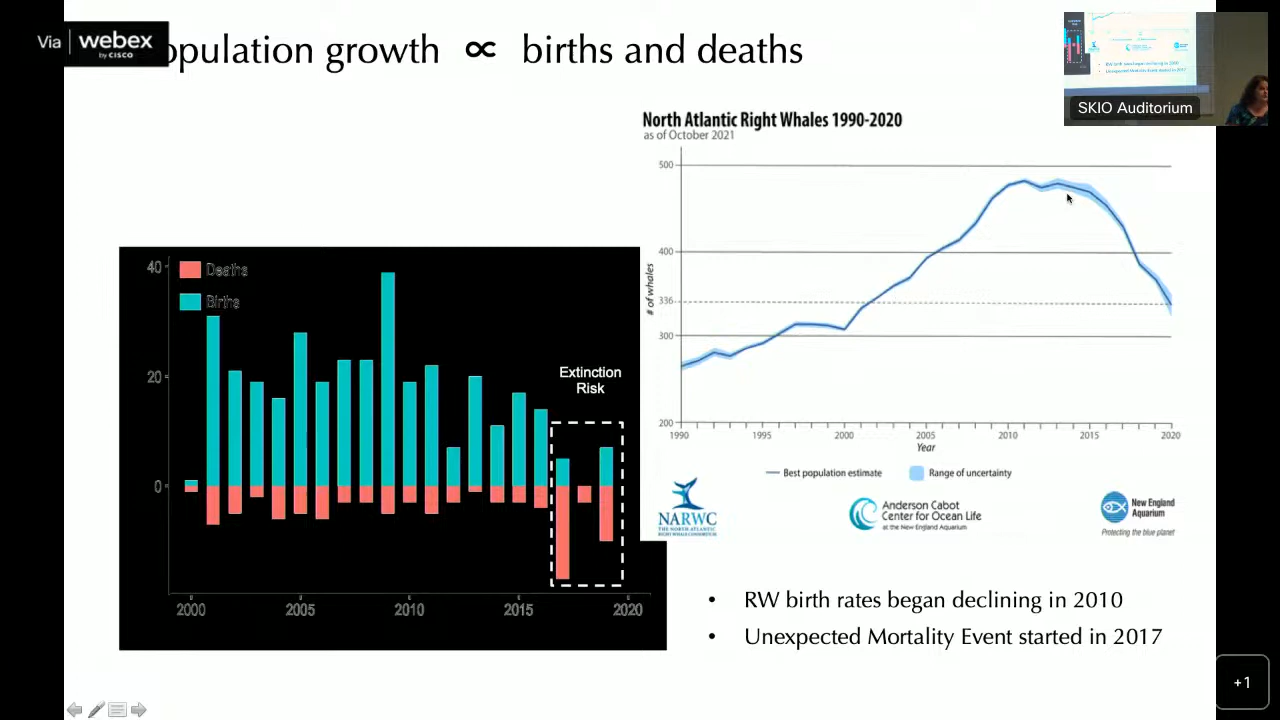 Via webex
by CISCO
opulation growth ∝ births and deaths
SKIO Auditorium
North Atlantic Right Whales 1990-2020
as of October 2021
500
400
336
300
200
# of whales
1990 1995 2000 2005 2010 2015 2020
Year
Best population estimate Range of uncertainty
NARWC
THE NORTH ATLANTIC
RIGHT WHALE CONSORTIUM
Anderson Cabot
Center for Ocean Life
at the New England Aquarium
New England
Aquarium
Protecting the blue planet
Deaths
Births
40
20
0
Extinction
Risk
2000 2005 2010 2015 2020
• RW birth rates began declining in 2010
• Unexpected Mortality Event started in 2017
+1